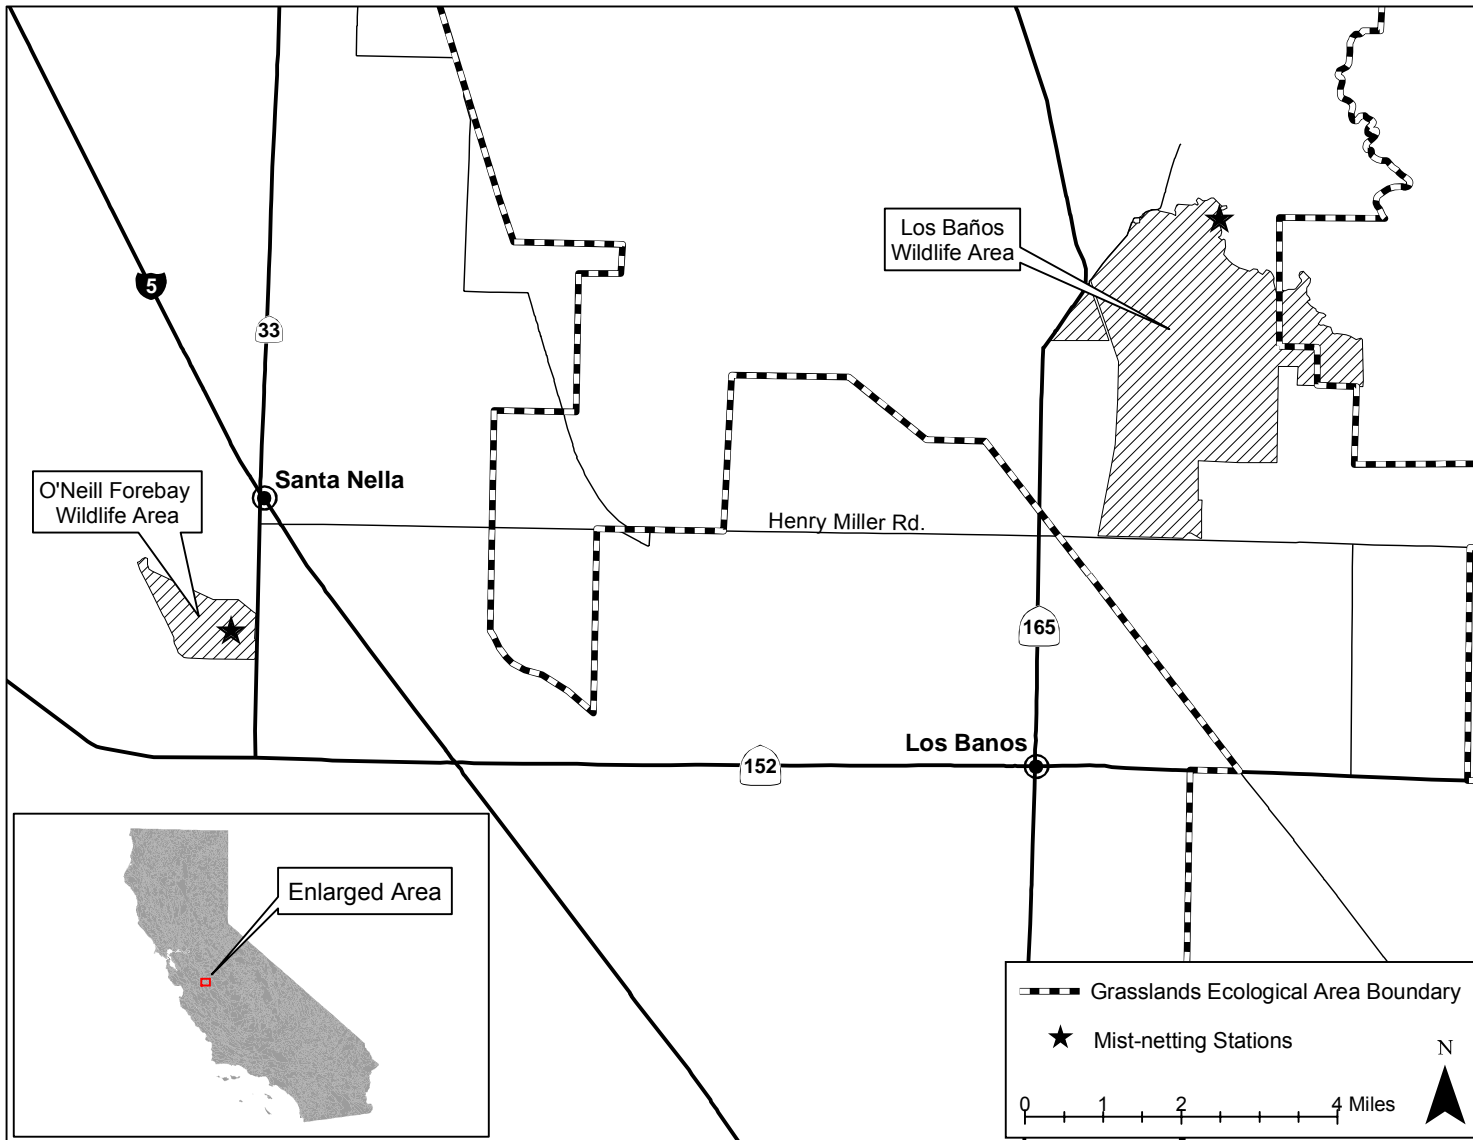 Los Baños
Wildlife Area
5
33
Santa Nella
O'Neill Forebay
Wildlife Area
Henry Miller Rd.
165
Los Banos
152
Enlarged Area
Grasslands Ecological Area Boundary
Mist-netting Stations
N
0 1 2 4 Miles